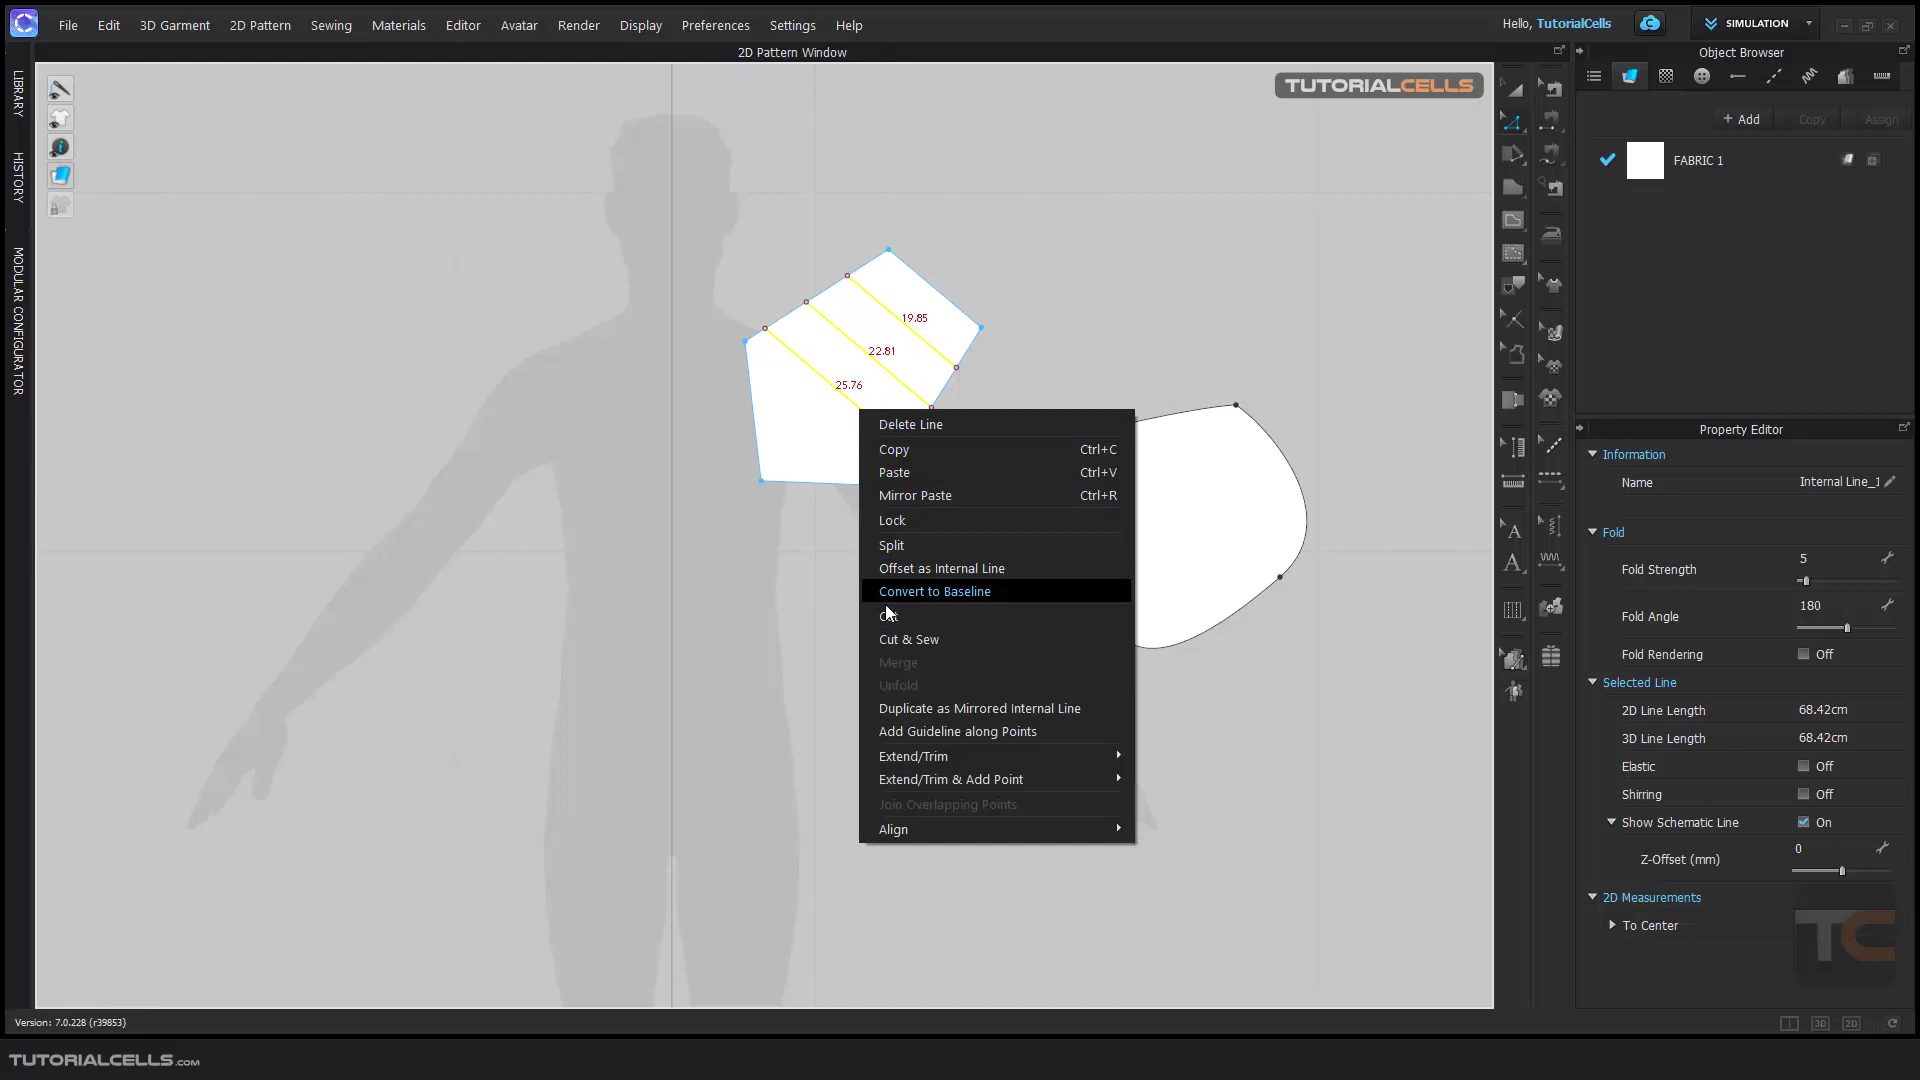 File Edit 3D Garment 2D Pattern Sewing Materials Editor Avatar Render Display Preferences Settings Help
Hello, TutorialCells
SIMULATION
2D Pattern Window
Object Browser
TUTORIALCELLS
LIBRARY
HISTORY
MODULAR CONFIGURATOR
+ Add Copy Assign
FABRIC 1
19.85
22.81
25.76
Delete Line
Copy Ctrl+C
Paste Ctrl+V
Mirror Paste Ctrl+R
Lock
Split
Offset as Internal Line
Convert to Baseline
Cut & Sew
Merge
Unfold
Duplicate as Mirrored Internal Line
Add Guideline along Points
Extend/Trim
Extend/Trim & Add Point
Join Overlapping Points
Align
Property Editor
Information
Name Internal Line_1
Fold
Fold Strength 5
Fold Angle 180
Fold Rendering Off
Selected Line
2D Line Length 68.42cm
3D Line Length 68.42cm
Elastic Off
Shirring Off
Show Schematic Line On
Z-Offset (mm) 0
2D Measurements
To Center
TC
Version: 7.0.228 (r39853)
3D 2D
TUTORIALCELLS.com